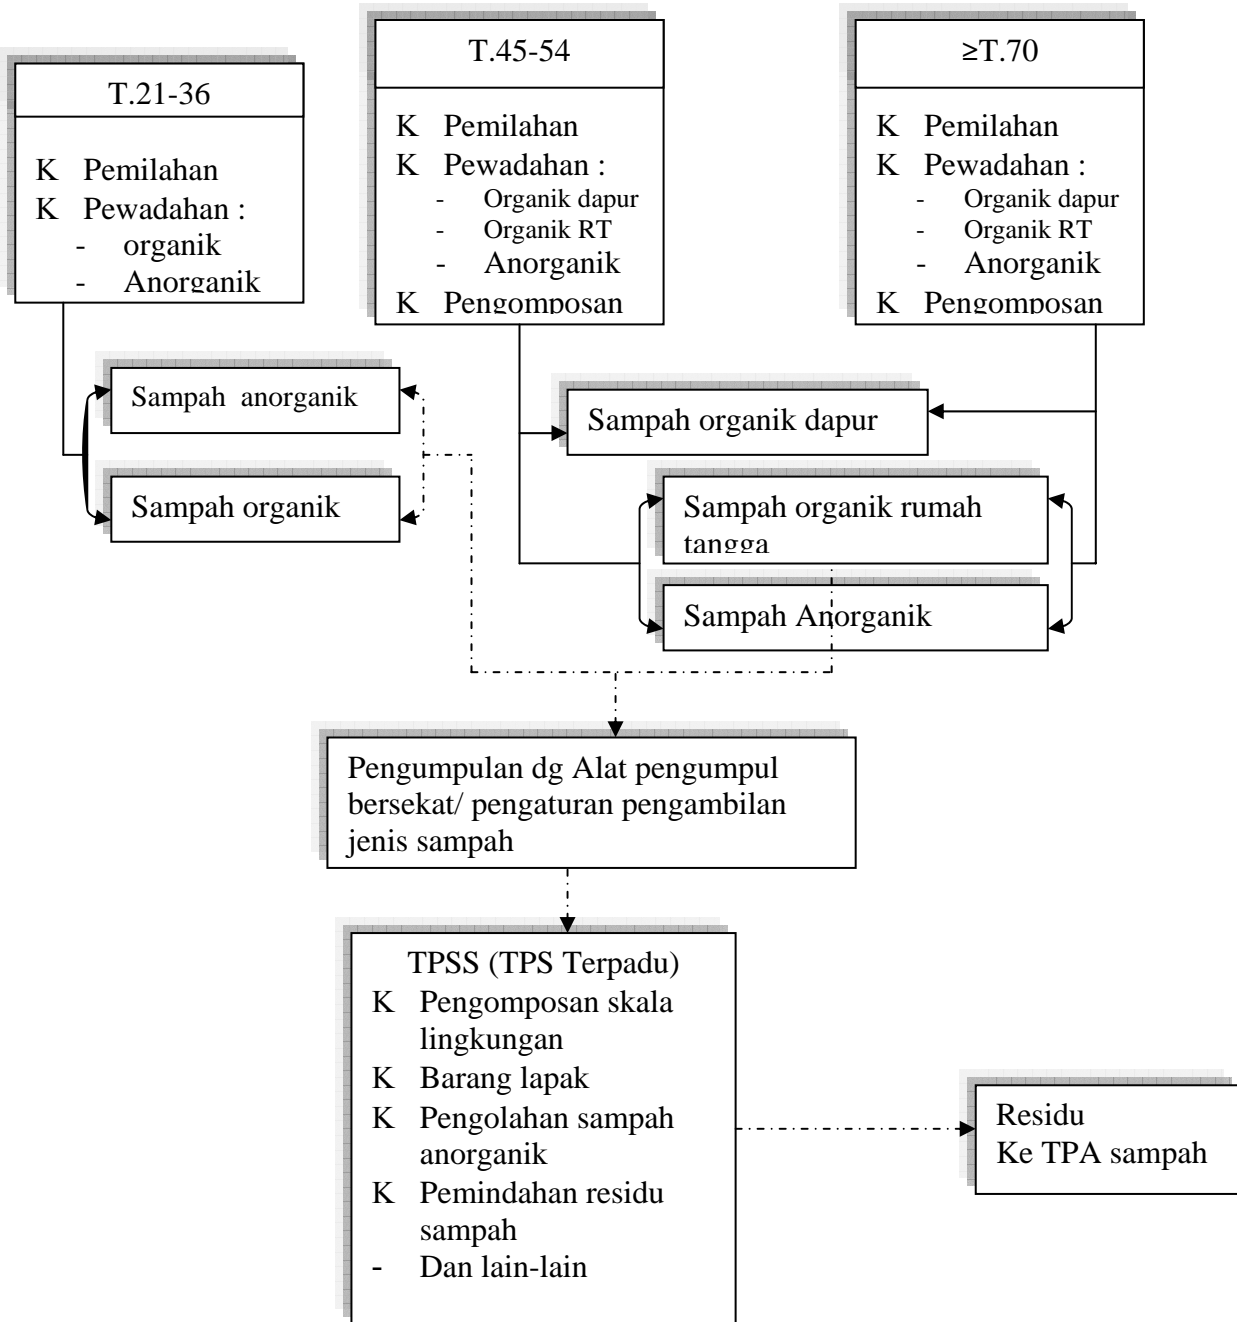 T.21-36
K Pemilahan
K Pewadahan :
- organik
- Anorganik
T.45-54
K Pemilahan
K Pewadahan :
- Organik dapur
- Organik RT
- Anorganik
K Pengomposan
≥T.70
K Pemilahan
K Pewadahan :
- Organik dapur
- Organik RT
- Anorganik
K Pengomposan
Sampah anorganik
Sampah organik
Sampah organik dapur
Sampah organik rumah
tangga
Sampah Anorganik
Pengumpulan dg Alat pengumpul
bersekat/ pengaturan pengambilan
jenis sampah
TPSS (TPS Terpadu)
K Pengomposan skala
lingkungan
K Barang lapak
K Pengolahan sampah
anorganik
K Pemindahan residu
sampah
- Dan lain-lain
Residu
Ke TPA sampah